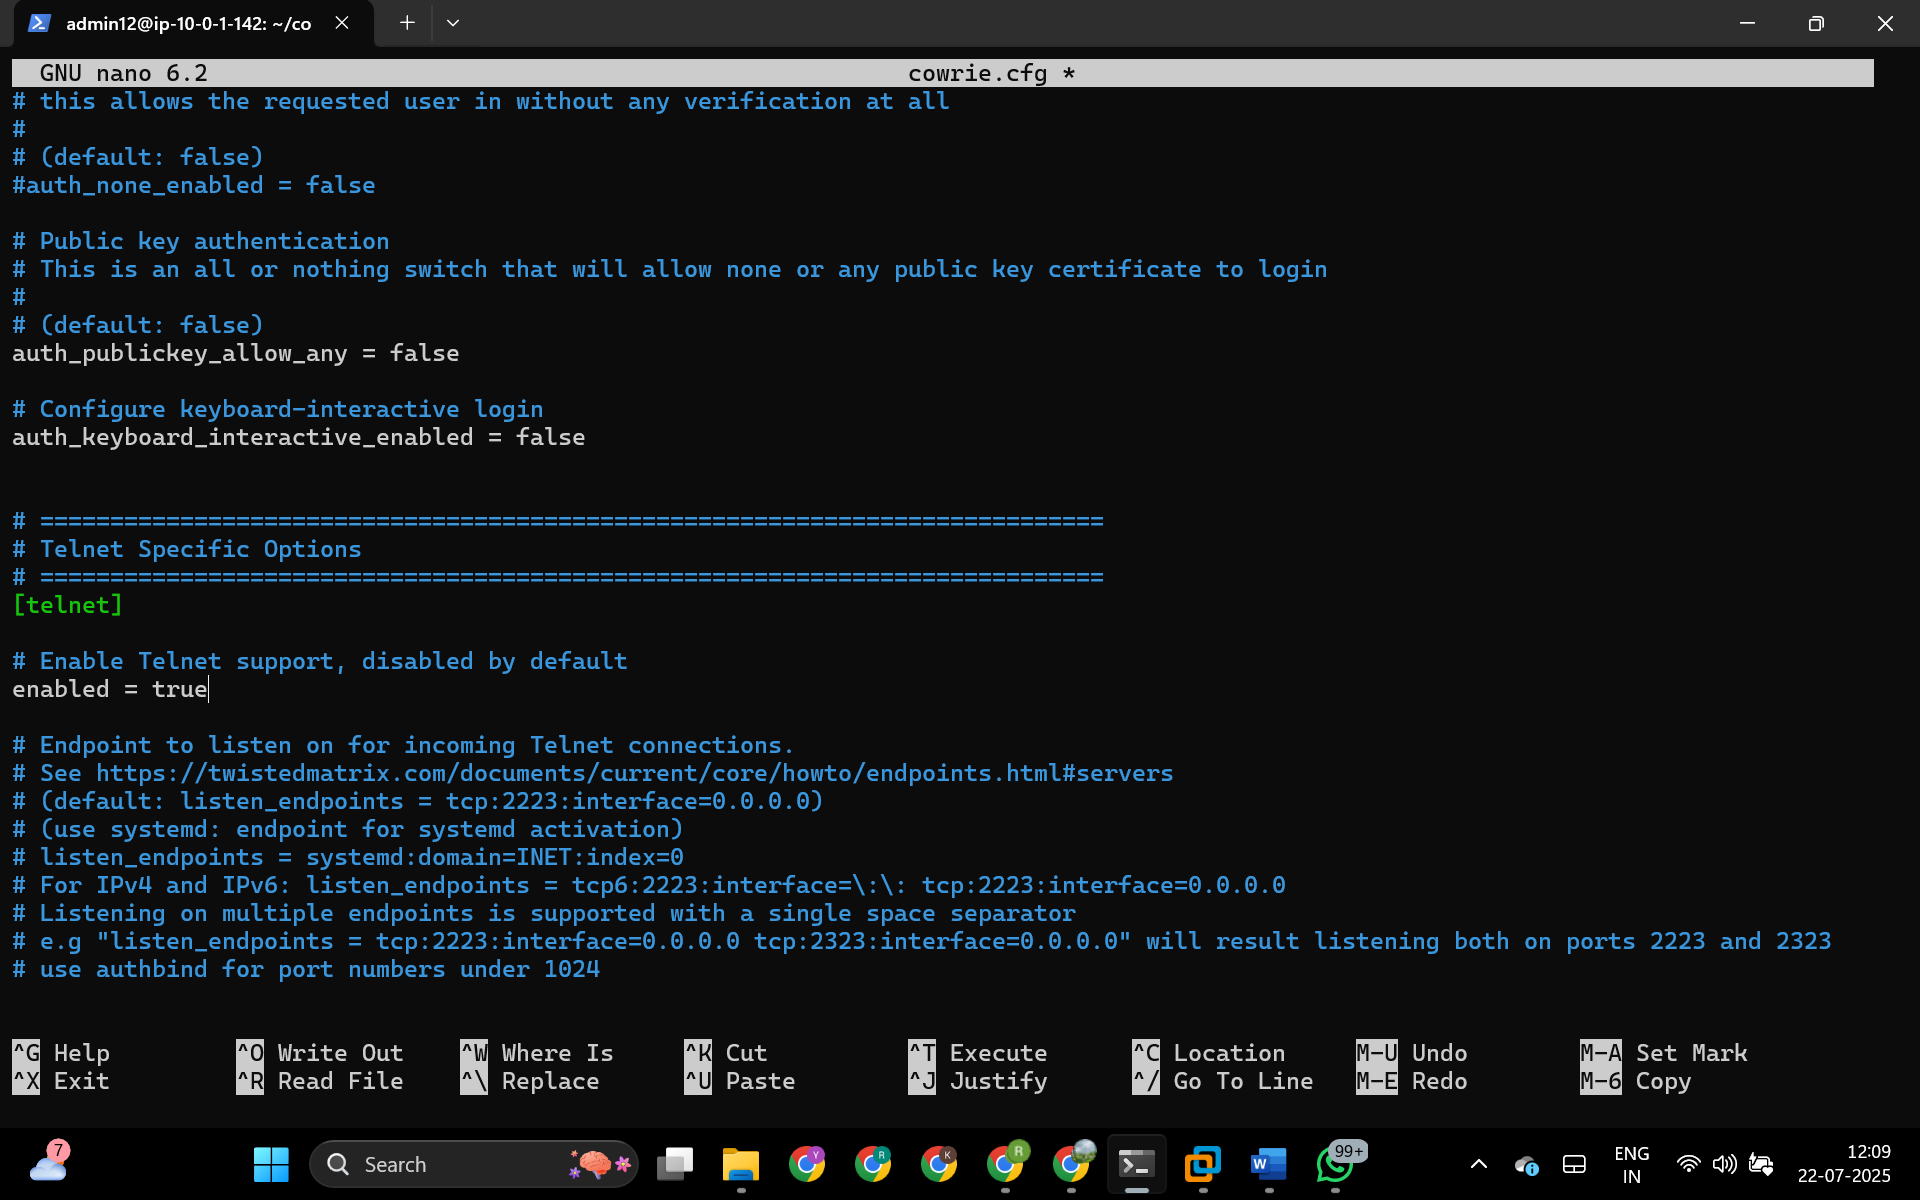 admin12@ip-10-0-1-142: ~/co
GNU nano 6.2 cowrie.cfg *
# this allows the requested user in without any verification at all
#
# (default: false)
#auth_none_enabled = false
# Public key authentication
# This is an all or nothing switch that will allow none or any public key certificate to login
#
# (default: false)
auth_publickey_allow_any = false
# Configure keyboard-interactive login
auth_keyboard_interactive_enabled = false
# ============================================================================
# Telnet Specific Options
# ============================================================================
[telnet]
# Enable Telnet support, disabled by default
enabled = true
# Endpoint to listen on for incoming Telnet connections.
# See https://twistedmatrix.com/documents/current/core/howto/endpoints.html#servers
# (default: listen_endpoints = tcp:2223:interface=0.0.0.0)
# (use systemd: endpoint for systemd activation)
# listen_endpoints = systemd:domain=INET:index=0
# For IPv4 and IPv6: listen_endpoints = tcp6:2223:interface=\:\: tcp:2223:interface=0.0.0.0
# Listening on multiple endpoints is supported with a single space separator
# e.g "listen_endpoints = tcp:2223:interface=0.0.0.0 tcp:2323:interface=0.0.0.0" will result listening both on ports 2223 and 2323
# use authbind for port numbers under 1024
^G Help ^O Write Out ^W Where Is ^K Cut ^T Execute ^C Location M-U Undo M-A Set Mark
^X Exit ^R Read File ^\ Replace ^U Paste ^J Justify ^/ Go To Line M-E Redo M-6 Copy
7
Search
Y
R
K
R
W
99+
ENG
IN
12:09
22-07-2025